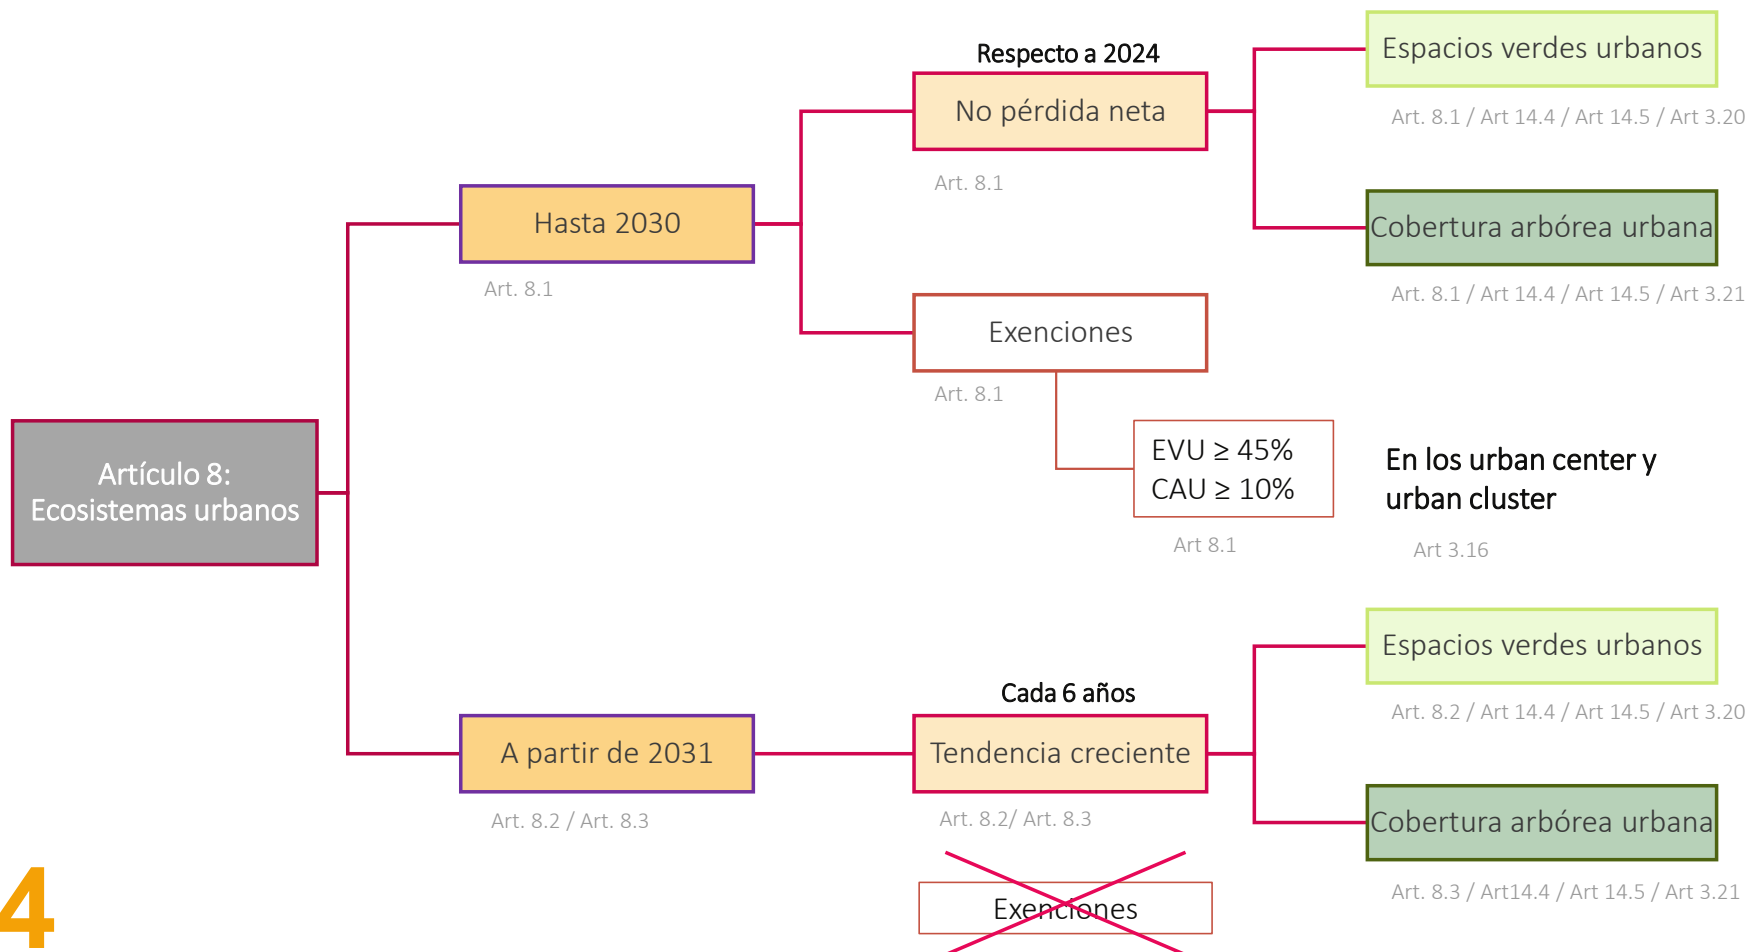 Respecto a 2024
No pérdida neta
Art. 8.1
Espacios verdes urbanos
Art. 8.1 / Art 14.4 / Art 14.5 / Art 3.20
Cobertura arbórea urbana
Art. 8.1 / Art 14.4 / Art 14.5 / Art 3.21
Hasta 2030
Art. 8.1
Exenciones
Art. 8.1
EVU ≥ 45%
CAU ≥ 10%
Art 8.1
En los urban center y
urban cluster
Art 3.16
Artículo 8:
Ecosistemas urbanos
A partir de 2031
Art. 8.2 / Art. 8.3
Cada 6 años
Tendencia creciente
Art. 8.2/ Art. 8.3
Exenciones
Espacios verdes urbanos
Art. 8.2 / Art 14.4 / Art 14.5 / Art 3.20
Cobertura arbórea urbana
Art. 8.3 / Art14.4 / Art 14.5 / Art 3.21
4